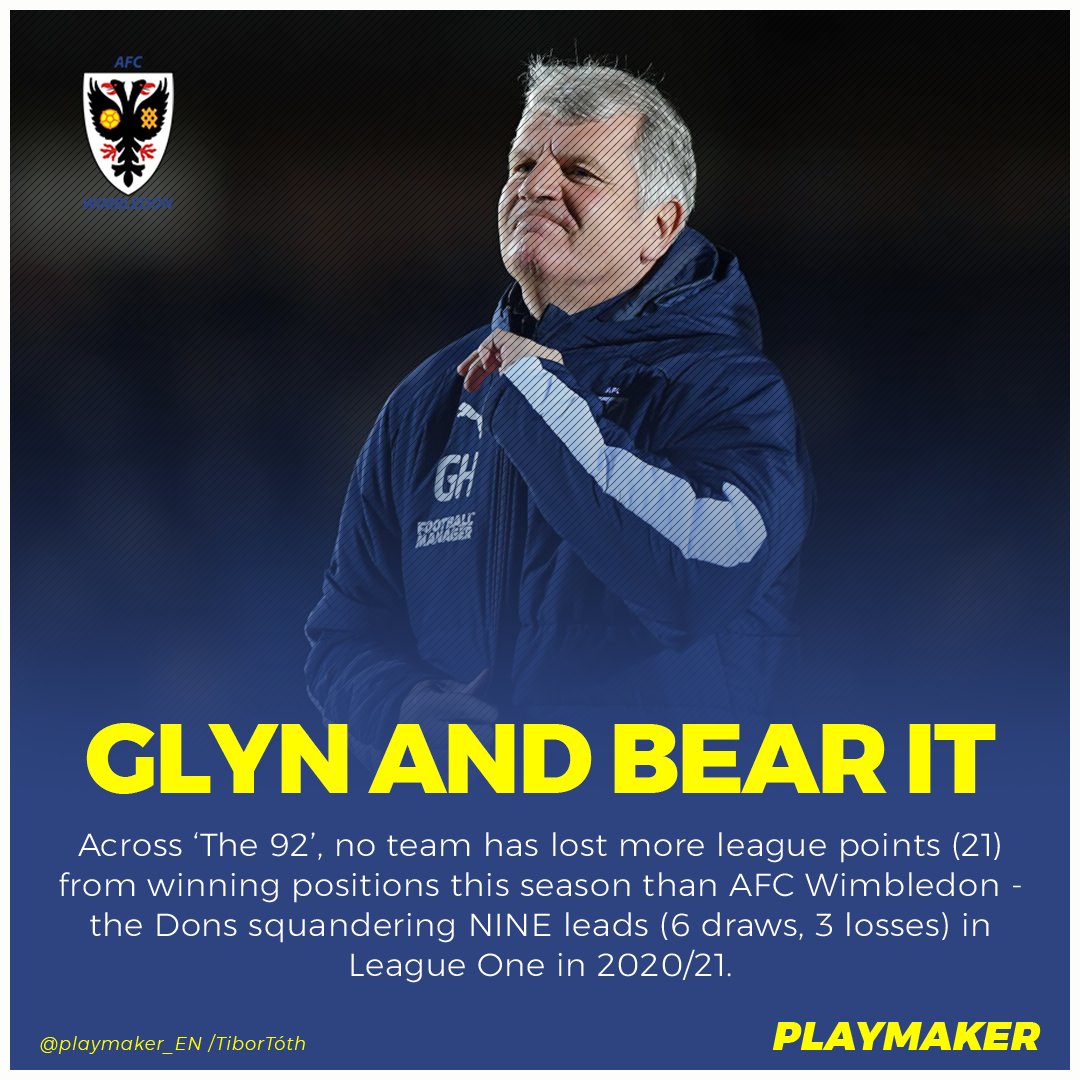 AFC
WIMBLEDON
AFC
GH
FOOTBALL
MANAGER
GLYN AND BEAR IT
Across ‘The 92’, no team has lost more league points (21)
from winning positions this season than AFC Wimbledon -
the Dons squandering NINE leads (6 draws, 3 losses) in
League One in 2020/21.
@playmaker_EN /TiborTóth
PLAYMAKER